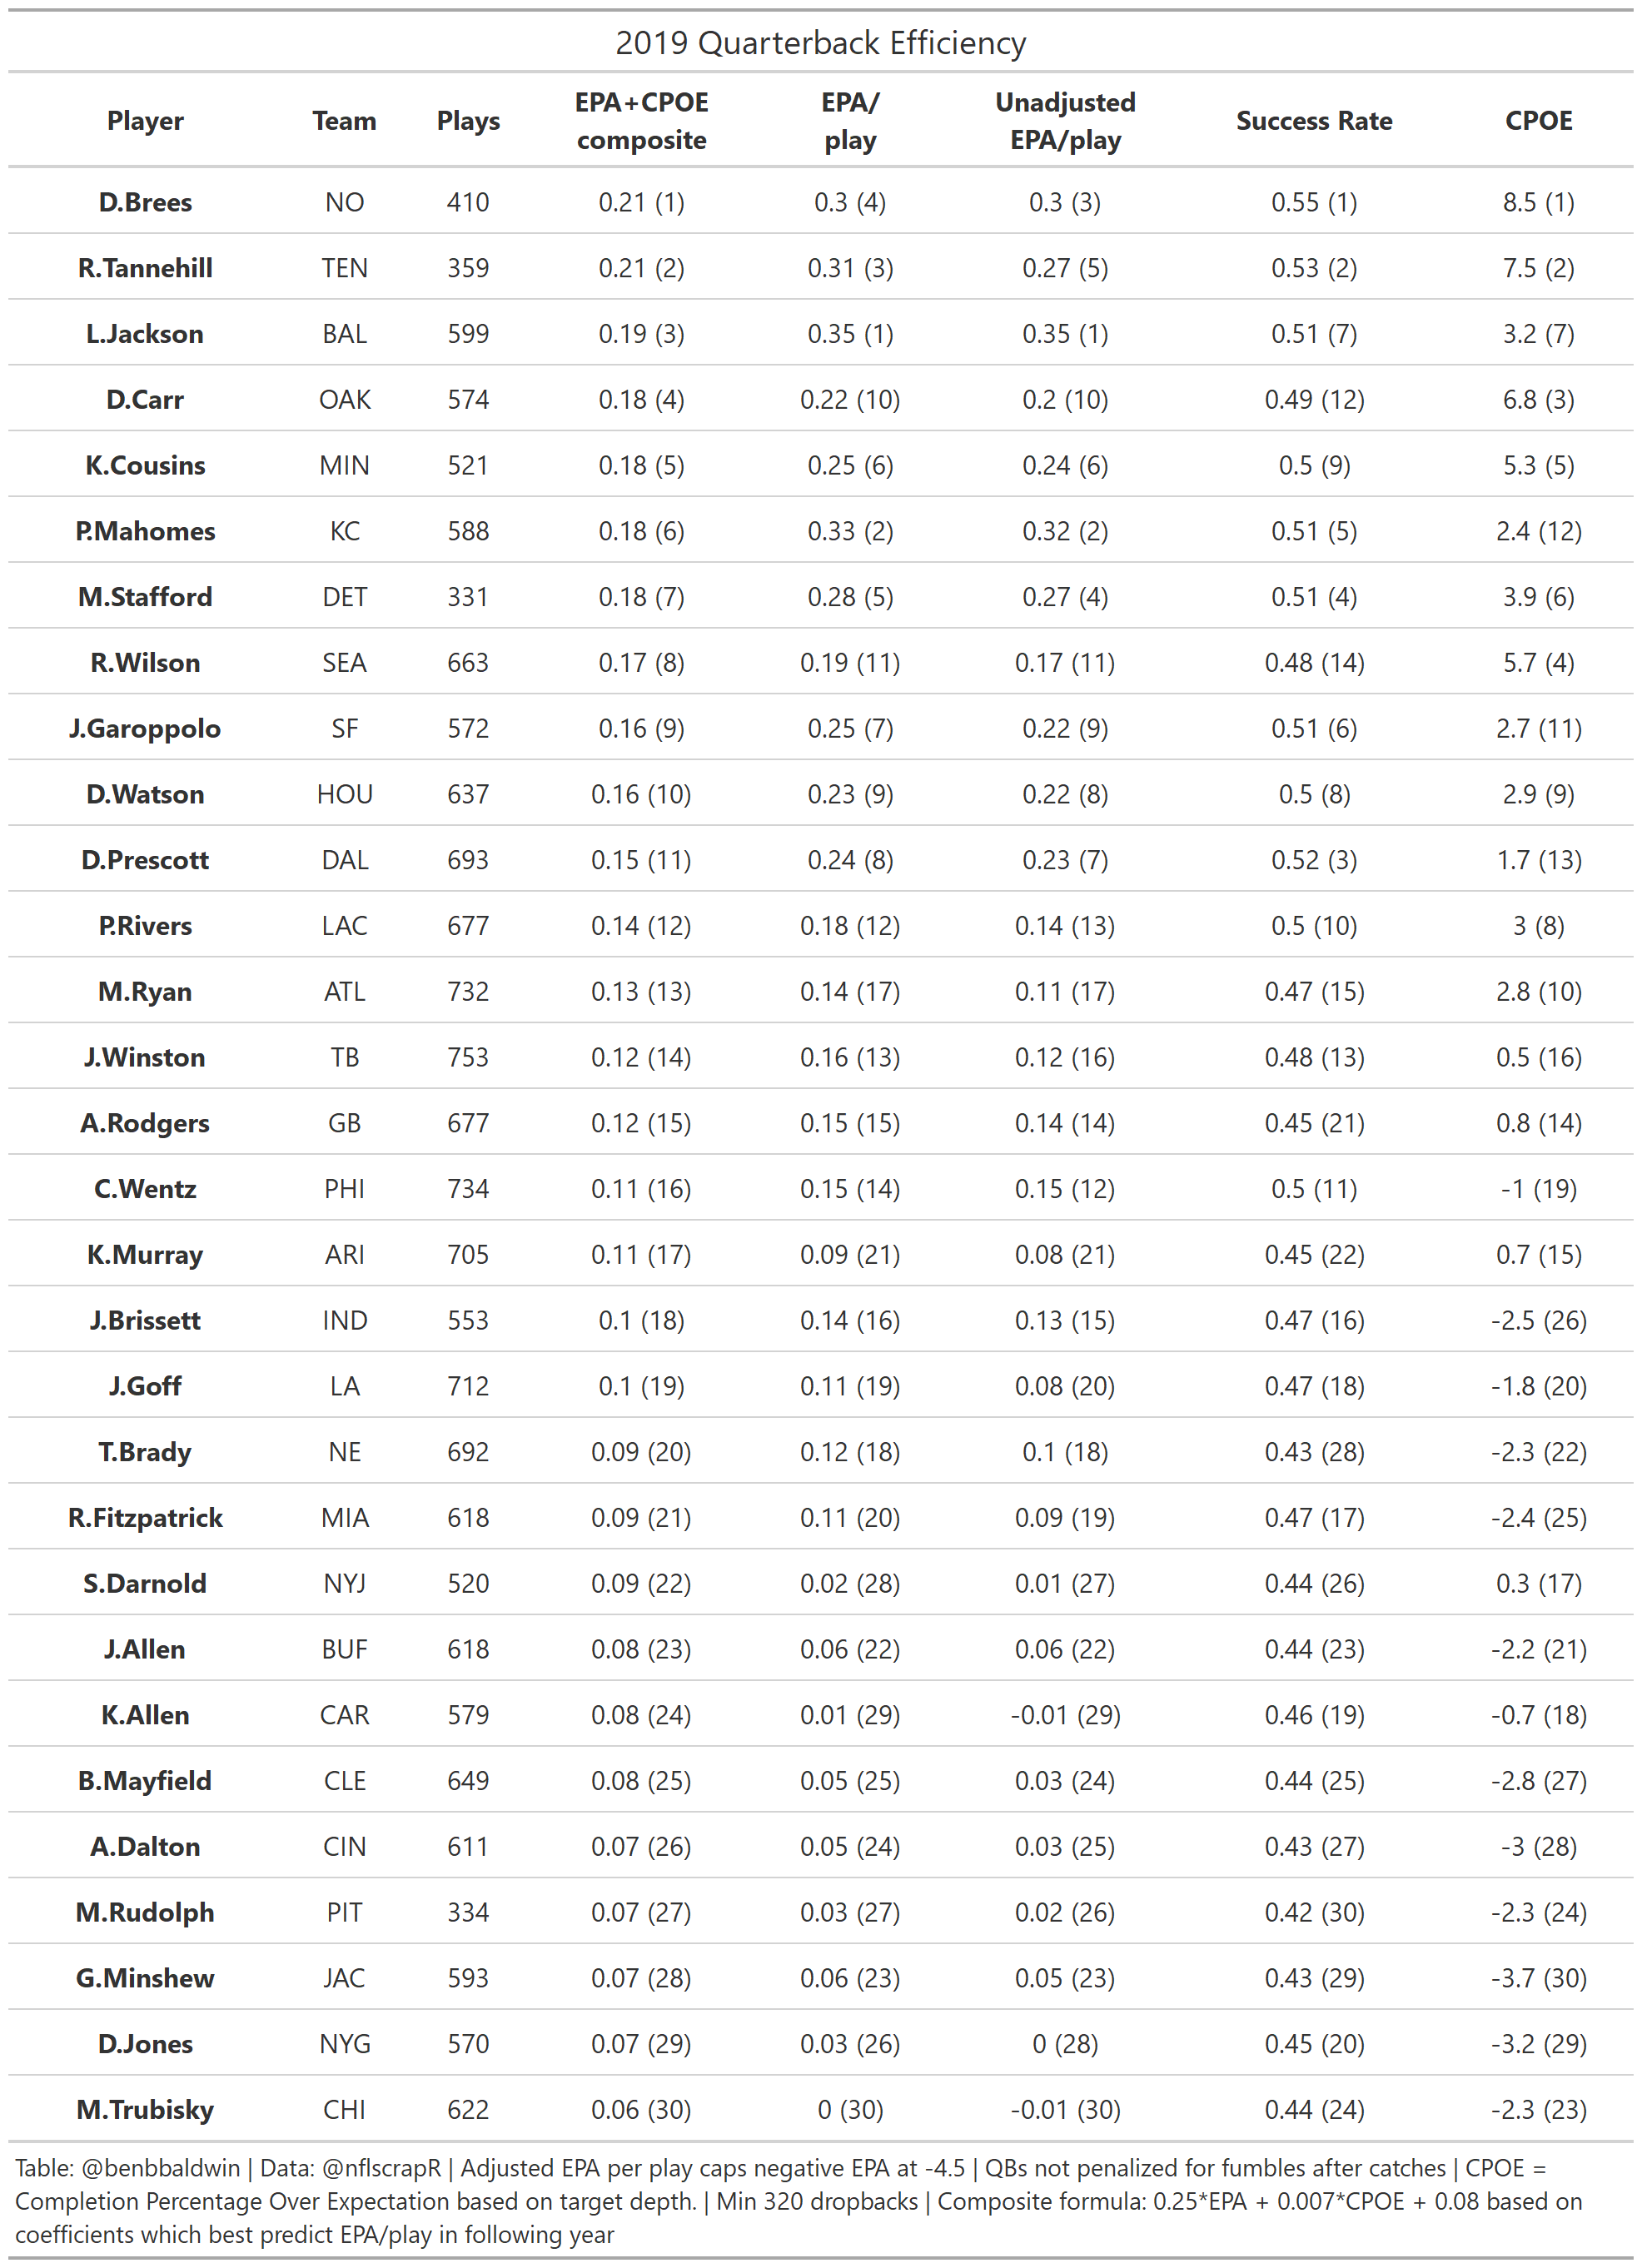 2019 Quarterback Efficiency
Player Team Plays EPA+CPOE composite EPA/ play Unadjusted EPA/play Success Rate CPOE
D.Brees NO 410 0.21 (1) 0.3 (4) 0.3 (3) 0.55 (1) 8.5 (1)
R.Tannehill TEN 359 0.21 (2) 0.31 (3) 0.27 (5) 0.53 (2) 7.5 (2)
L.Jackson BAL 599 0.19 (3) 0.35 (1) 0.35 (1) 0.51 (7) 3.2 (7)
D.Carr OAK 574 0.18 (4) 0.22 (10) 0.2 (10) 0.49 (12) 6.8 (3)
K.Cousins MIN 521 0.18 (5) 0.25 (6) 0.24 (6) 0.5 (9) 5.3 (5)
P.Mahomes KC 588 0.18 (6) 0.33 (2) 0.32 (2) 0.51 (5) 2.4 (12)
M.Stafford DET 331 0.18 (7) 0.28 (5) 0.27 (4) 0.51 (4) 3.9 (6)
R.Wilson SEA 663 0.17 (8) 0.19 (11) 0.17 (11) 0.48 (14) 5.7 (4)
J.Garoppolo SF 572 0.16 (9) 0.25 (7) 0.22 (9) 0.51 (6) 2.7 (11)
D.Watson HOU 637 0.16 (10) 0.23 (9) 0.22 (8) 0.5 (8) 2.9 (9)
D.Prescott DAL 693 0.15 (11) 0.24 (8) 0.23 (7) 0.52 (3) 1.7 (13)
P.Rivers LAC 677 0.14 (12) 0.18 (12) 0.14 (13) 0.5 (10) 3 (8)
M.Ryan ATL 732 0.13 (13) 0.14 (17) 0.11 (17) 0.47 (15) 2.8 (10)
J.Winston TB 753 0.12 (14) 0.16 (13) 0.12 (16) 0.48 (13) 0.5 (16)
A.Rodgers GB 677 0.12 (15) 0.15 (15) 0.14 (14) 0.45 (21) 0.8 (14)
C.Wentz PHI 734 0.11 (16) 0.15 (14) 0.15 (12) 0.5 (11) -1 (19)
K.Murray ARI 705 0.11 (17) 0.09 (21) 0.08 (21) 0.45 (22) 0.7 (15)
J.Brissett IND 553 0.1 (18) 0.14 (16) 0.13 (15) 0.47 (16) -2.5 (26)
J.Goff LA 712 0.1 (19) 0.11 (19) 0.08 (20) 0.47 (18) -1.8 (20)
T.Brady NE 692 0.09 (20) 0.12 (18) 0.1 (18) 0.43 (28) -2.3 (22)
R.Fitzpatrick MIA 618 0.09 (21) 0.11 (20) 0.09 (19) 0.47 (17) -2.4 (25)
S.Darnold NYJ 520 0.09 (22) 0.02 (28) 0.01 (27) 0.44 (26) 0.3 (17)
J.Allen BUF 618 0.08 (23) 0.06 (22) 0.06 (22) 0.44 (23) -2.2 (21)
K.Allen CAR 579 0.08 (24) 0.01 (29) -0.01 (29) 0.46 (19) -0.7 (18)
B.Mayfield CLE 649 0.08 (25) 0.05 (25) 0.03 (24) 0.44 (25) -2.8 (27)
A.Dalton CIN 611 0.07 (26) 0.05 (24) 0.03 (25) 0.43 (27) -3 (28)
M.Rudolph PIT 334 0.07 (27) 0.03 (27) 0.02 (26) 0.42 (30) -2.3 (24)
G.Minshew JAC 593 0.07 (28) 0.06 (23) 0.05 (23) 0.43 (29) -3.7 (30)
D.Jones NYG 570 0.07 (29) 0.03 (26) 0 (28) 0.45 (20) -3.2 (29)
M.Trubisky CHI 622 0.06 (30) 0 (30) -0.01 (30) 0.44 (24) -2.3 (23)
Table: @benbbaldwin | Data: @nflscrapR | Adjusted EPA per play caps negative EPA at -4.5 | QBs not penalized for fumbles after catches | CPOE =
Completion Percentage Over Expectation based on target depth. | Min 320 dropbacks | Composite formula: 0.25*EPA + 0.007*CPOE + 0.08 based on
coefficients which best predict EPA/play in following year